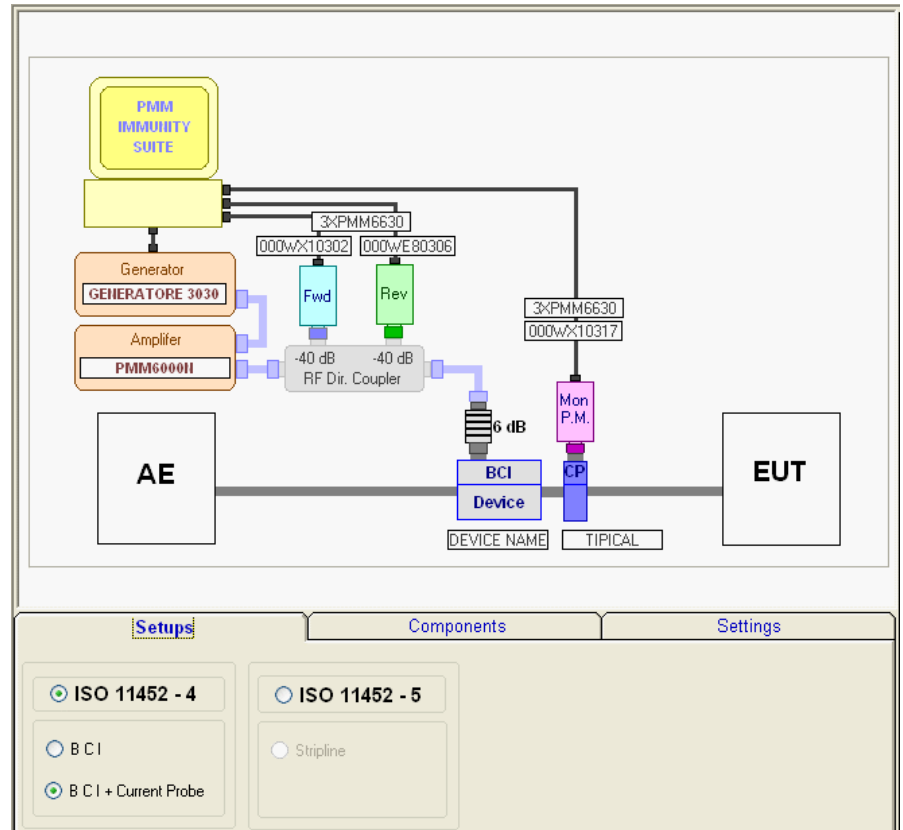 PMM
IMMUNITY
SUITE
3XPMM6630
000WX10302
000WE80306
Generator
GENERATORE 3030
Fwd
Rev
3XPMM6630
000WX10317
Amplifer
PMM6000N
-40 dB
-40 dB
RF Dir. Coupler
Mon
P.M.
6 dB
AE
BCI
Device
CP
EUT
DEVICE NAME
TIPICAL
Setups
Components
Settings
ISO 11452 - 4
ISO 11452 - 5
B C I
Stripline
B C I + Current Probe